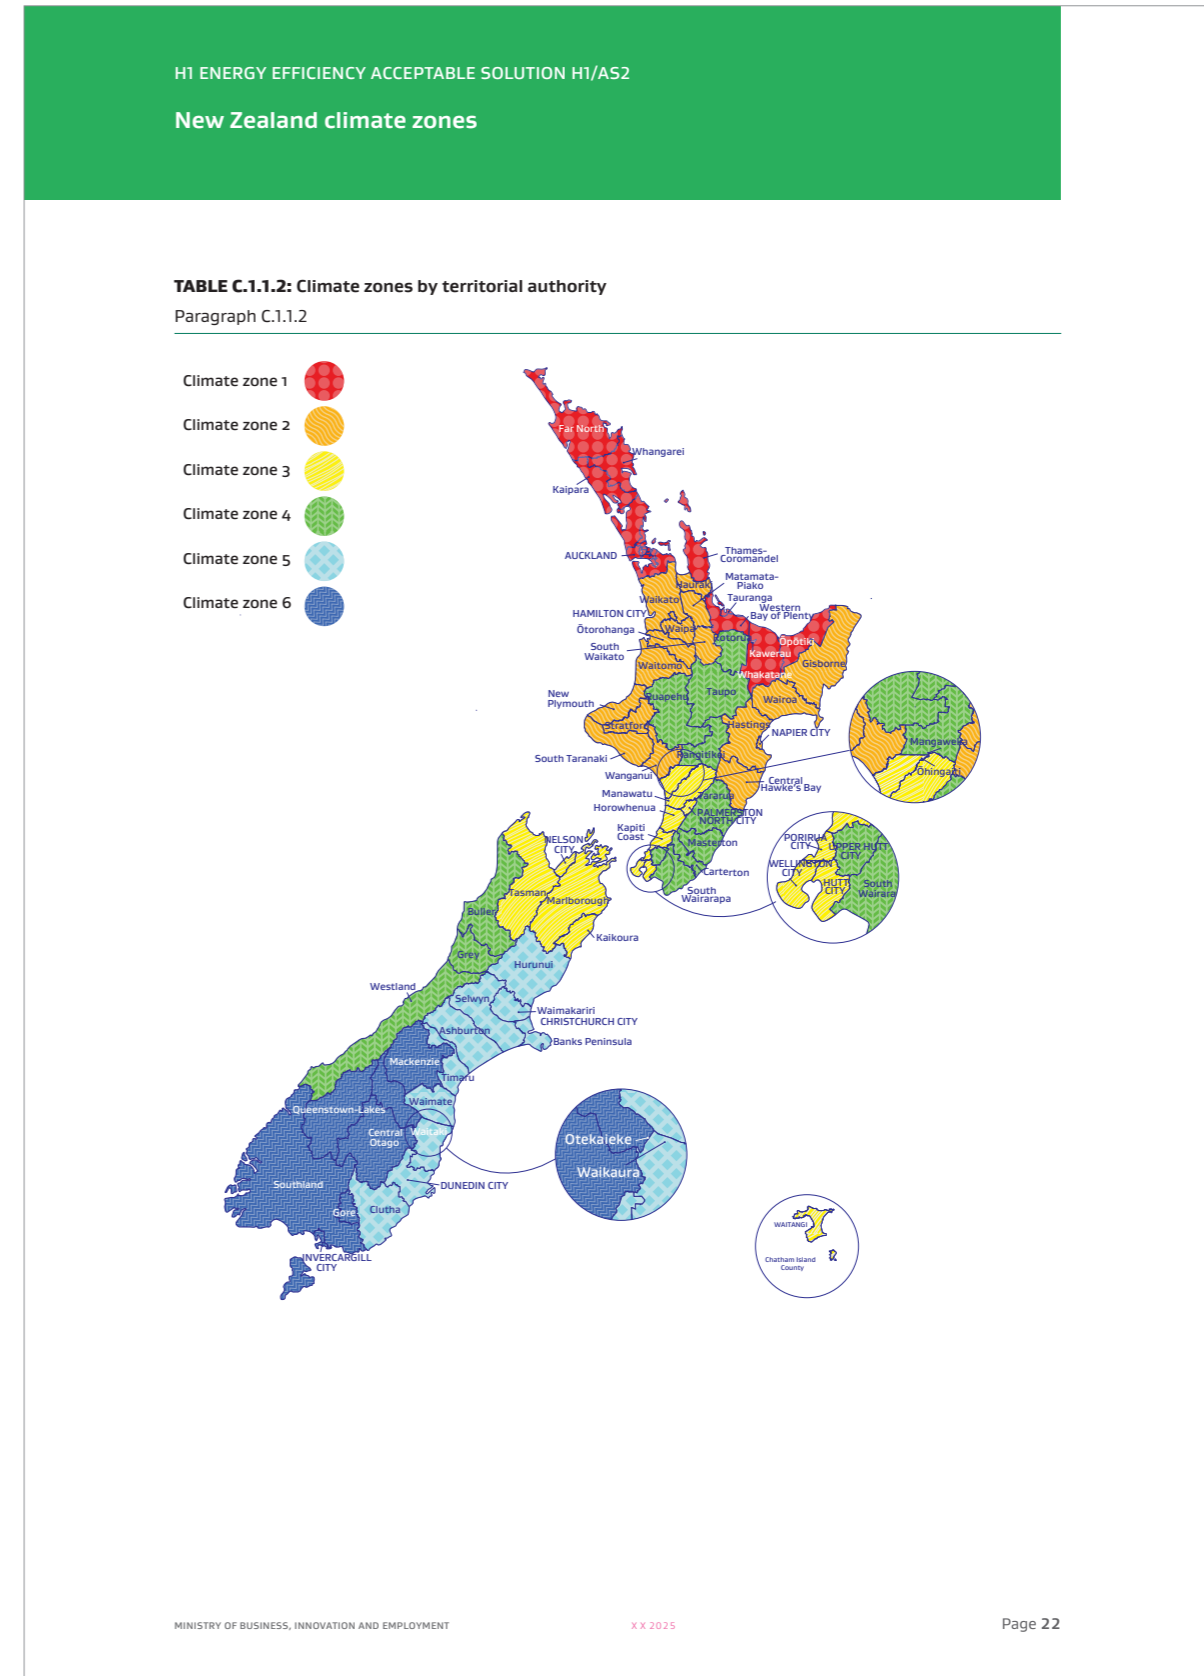 H1 ENERGY EFFICIENCY ACCEPTABLE SOLUTION H1/AS2
New Zealand climate zones
TABLE C.1.1.2: Climate zones by territorial authority
Paragraph C.1.1.2
Climate zone 1
Climate zone 2
Climate zone 3
Climate zone 4
Climate zone 5
Climate zone 6
Far North
Whangarei
Kaipara
AUCKLAND
Thames-
Coromandel
Hauraki
Matamata-
Piako
Waikato
Tauranga
HAMILTON CITY
Western
Bay of Plenty
Ōtorohanga
Waipa
Rotorua
Opōtiki
South
Waikato
Kawerau
Waitomo
Gisborne
Whakatane
New
Plymouth
Ruapehu
Taupo
Wairoa
Stratford
Hastings
NAPIER CITY
South Taranaki
Rangitikei
Wanganui
Central
Hawke's Bay
Manawatu
Tararua
Horowhenua
PALMERSTON
NORTH CITY
Kapiti
Coast
Masterton
Carterton
South
Wairarapa
Mangaweka
Ōhingaiti
PORIRUA
CITY
UPPER HUTT
CITY
WELLINGTON
CITY
HUTT
CITY
South
Wairara
NELSON
CITY
Tasman
Marlborough
Buller
Kaikoura
Grey
Hurunui
Westland
Selwyn
Waimakariri
CHRISTCHURCH CITY
Ashburton
Banks Peninsula
Mackenzie
Timaru
Waimate
Queenstown-Lakes
Central
Otago
Waitaki
Otekaieke
Waikaura
Southland
DUNEDIN CITY
Gore
Clutha
INVERCARGILL
CITY
WAITANGI
Chatham Island
County
MINISTRY OF BUSINESS, INNOVATION AND EMPLOYMENT
X X 2025
Page 22